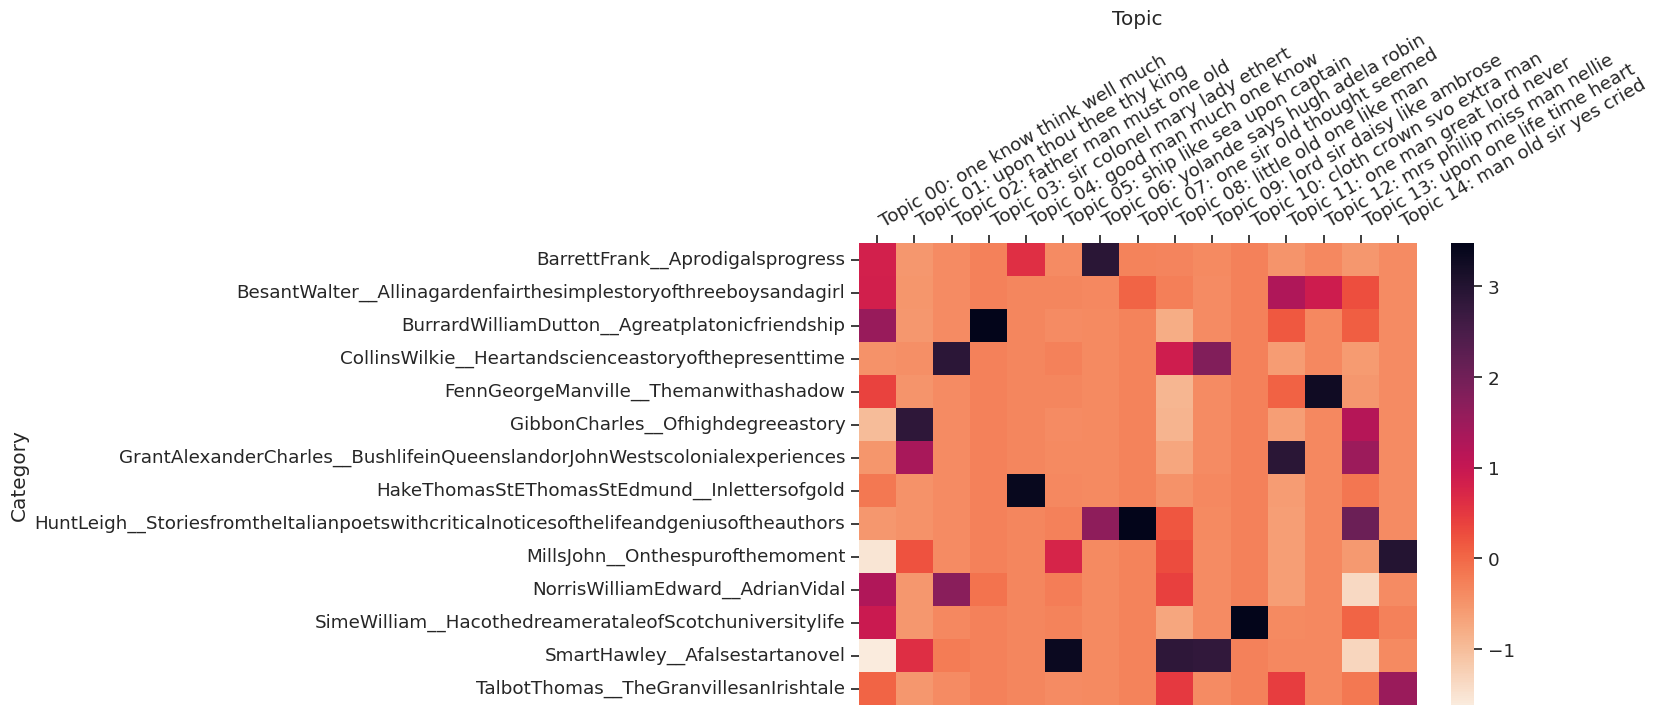 Topic
Topic 00: one know think well much
Topic 01: upon thou thee thy king
Topic 02: father man must one old
Topic 03: sir colonel mary lady ethert
Topic 04: good man much one know
Topic 05: ship like sea upon captain
Topic 06: yolande says hugh adela robin
Topic 07: one sir old thought seemed
Topic 08: little old one like man
Topic 09: lord sir daisy like ambrose
Topic 10: cloth crown svo extra man
Topic 11: one man great lord never
Topic 12: mrs philip miss man nellie
Topic 13: upon one life time heart
Topic 14: man old sir yes cried
Category
BarrettFrank__Aprodigalsprogress
BesantWalter__Allinagardenfairthesimplestoryofthreeboysandagirl
BurrardWilliamDutton__Agreatplatonicfriendship
CollinsWilkie__Heartandscienceastoryofthepresenttime
FennGeorgeManville__Themanwithashadow
GibbonCharles__Ofhighdegreeastory
GrantAlexanderCharles__BushlifeinQueenslandorJohnWestscolonialexperiences
HakeThomasStEThomasStEdmund__Inlettersofgold
HuntLeigh__StoriesfromtheItalianpoetswithcriticalnoticesofthelifeandgeniusoftheauthors
MillsJohn__Onthespurofthemoment
NorrisWilliamEdward__AdrianVidal
SimeWilliam__HacothedreamerataleofScotchuniversitylife
SmartHawley__Afalsestartanovel
TalbotThomas__TheGranvillesanIrishtale
3
2
1
0
−1